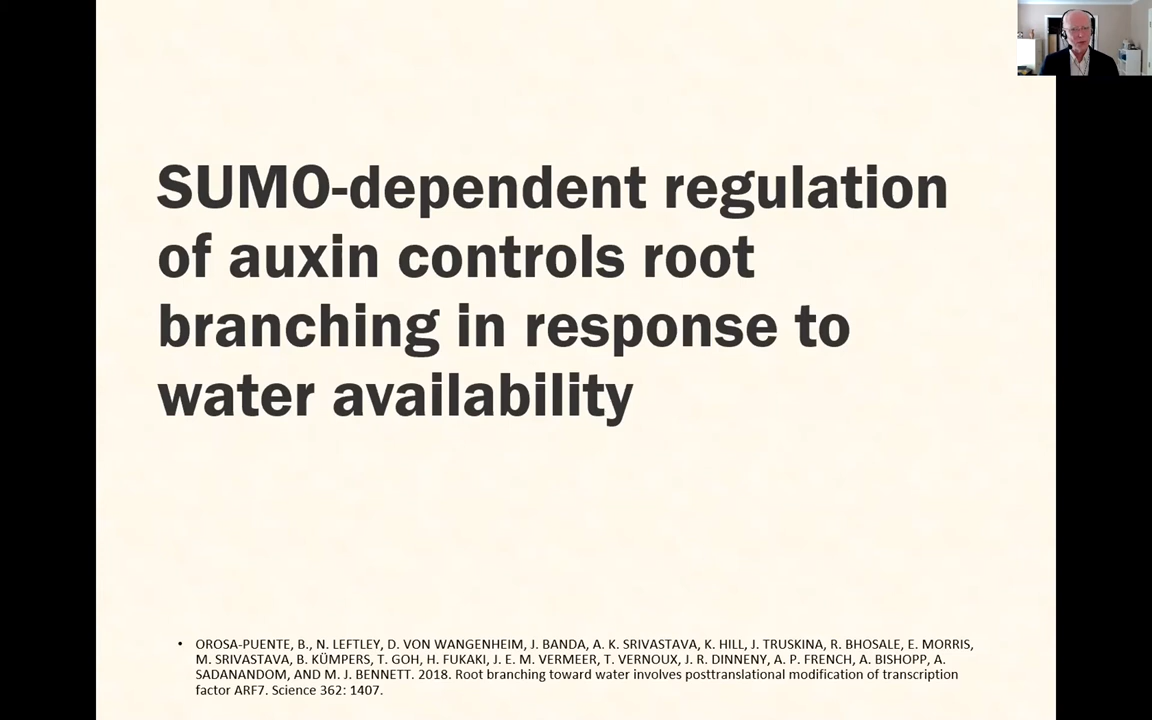 SUMO-dependent regulation
of auxin controls root
branching in response to
water availability
• OROSA-PUENTE, B., N. LEFTLEY, D. VON WANGENHEIM, J. BANDA, A. K. SRIVASTAVA, K. HILL, J. TRUSKINA, R. BHOSALE, E. MORRIS,
M. SRIVASTAVA, B. KÜMPERS, T. GOH, H. FUKAKI, J. E. M. VERMEER, T. VERNOUX, J. R. DINNENY, A. P. FRENCH, A. BISHOPP, A.
SADANANDOM, AND M. J. BENNETT. 2018. Root branching toward water involves posttranslational modification of transcription
factor ARF7. Science 362: 1407.